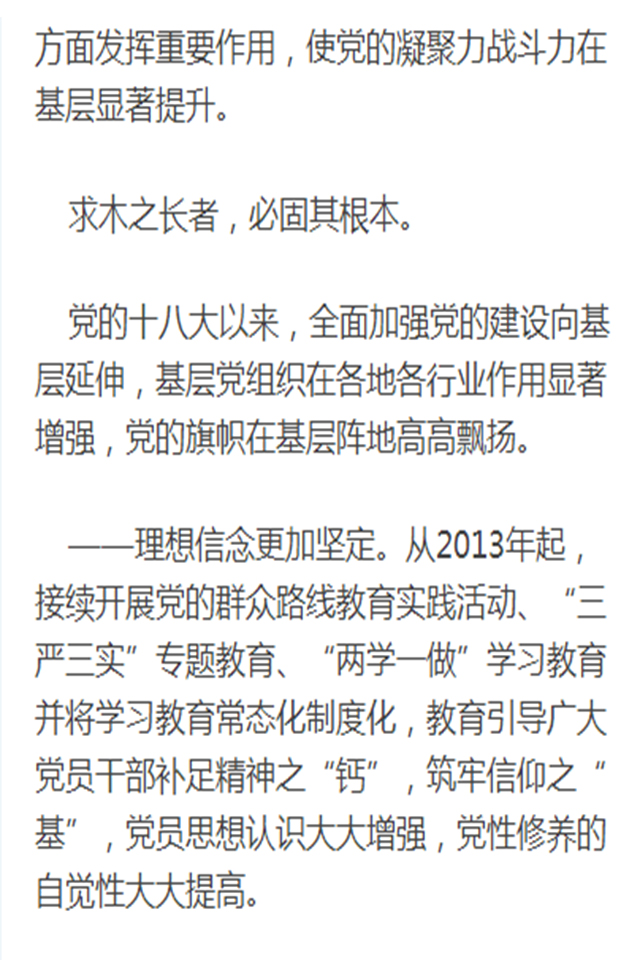 方面发挥重要作用，使党的凝聚力战斗力在
基层显著提升。
求木之长者，必固其根本。
党的十八大以来，全面加强党的建设向基
层延伸，基层党组织在各地各行业作用显著
增强，党的旗帜在基层阵地高高飘扬。
——理想信念更加坚定。从2013年起，
接续开展党的群众路线教育实践活动、“三
严三实”专题教育、“两学一做”学习教育
并将学习教育常态化制度化，教育引导广大
党员干部补足精神之“钙”，筑牢信仰之“
基”，党员思想认识大大增强，党性修养的
自觉性大大提高。